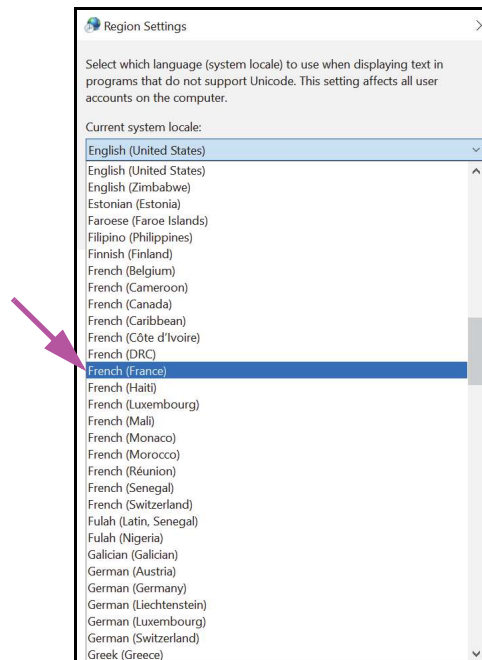 Region Settings
Select which language (system locale) to use when displaying text in
programs that do not support Unicode. This setting affects all user
accounts on the computer.
Current system locale:
English (United States)
English (United States)
English (Zimbabwe)
Estonian (Estonia)
Faroese (Faroe Islands)
Filipino (Philippines)
Finnish (Finland)
French (Belgium)
French (Cameroon)
French (Canada)
French (Caribbean)
French (Côte d’Ivoire)
French (DRC)
French (France)
French (Haiti)
French (Luxembourg)
French (Mali)
French (Monaco)
French (Morocco)
French (Réunion)
French (Senegal)
French (Switzerland)
Fulah (Latin, Senegal)
Fulah (Nigeria)
Galician (Galician)
German (Austria)
German (Germany)
German (Liechtenstein)
German (Luxembourg)
German (Switzerland)
Greek (Greece)